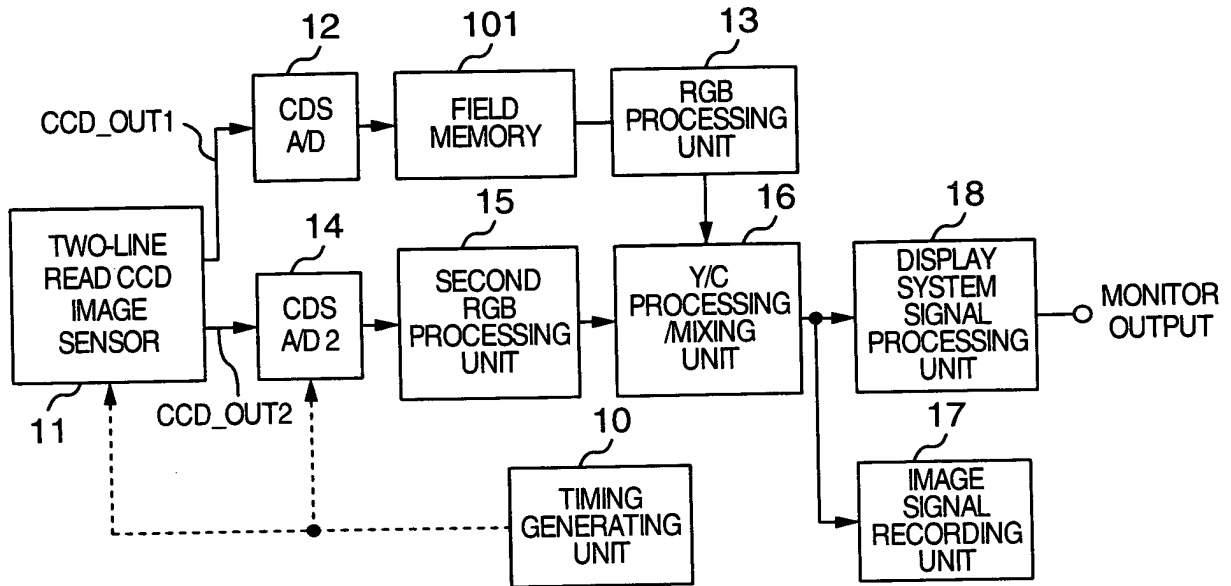 12
101
13
CDS
A/D
FIELD
MEMORY
RGB
PROCESSING
UNIT
CCD_OUT1
11
TWO-LINE
READ CCD
IMAGE
SENSOR
14
CDS
A/D 2
CCD_OUT2
15
SECOND
RGB
PROCESSING
UNIT
16
Y/C
PROCESSING
/MIXING
UNIT
18
DISPLAY
SYSTEM
SIGNAL
PROCESSING
UNIT
MONITOR
OUTPUT
10
TIMING
GENERATING
UNIT
17
IMAGE
SIGNAL
RECORDING
UNIT